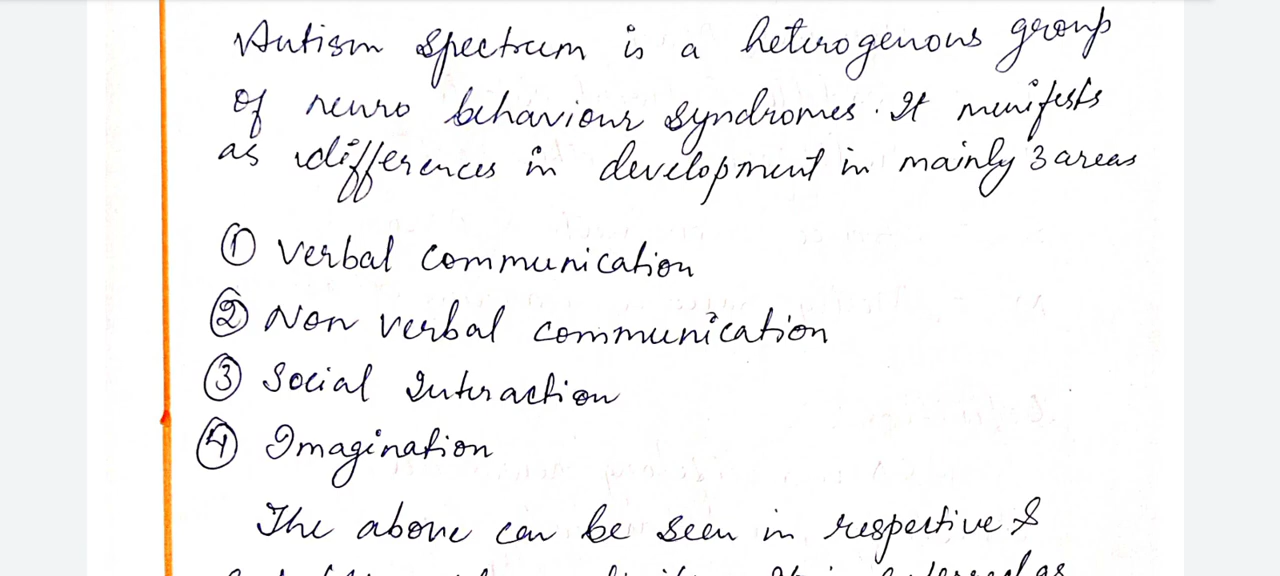 Autism Spectrum is a heterogenous group
of neuro behaviour syndromes. It menifests
as differences in development in mainly 3 areas
① Verbal communication
② Non verbal communication
③ Social Interaction
④ Imagination
The above can be seen in respective &